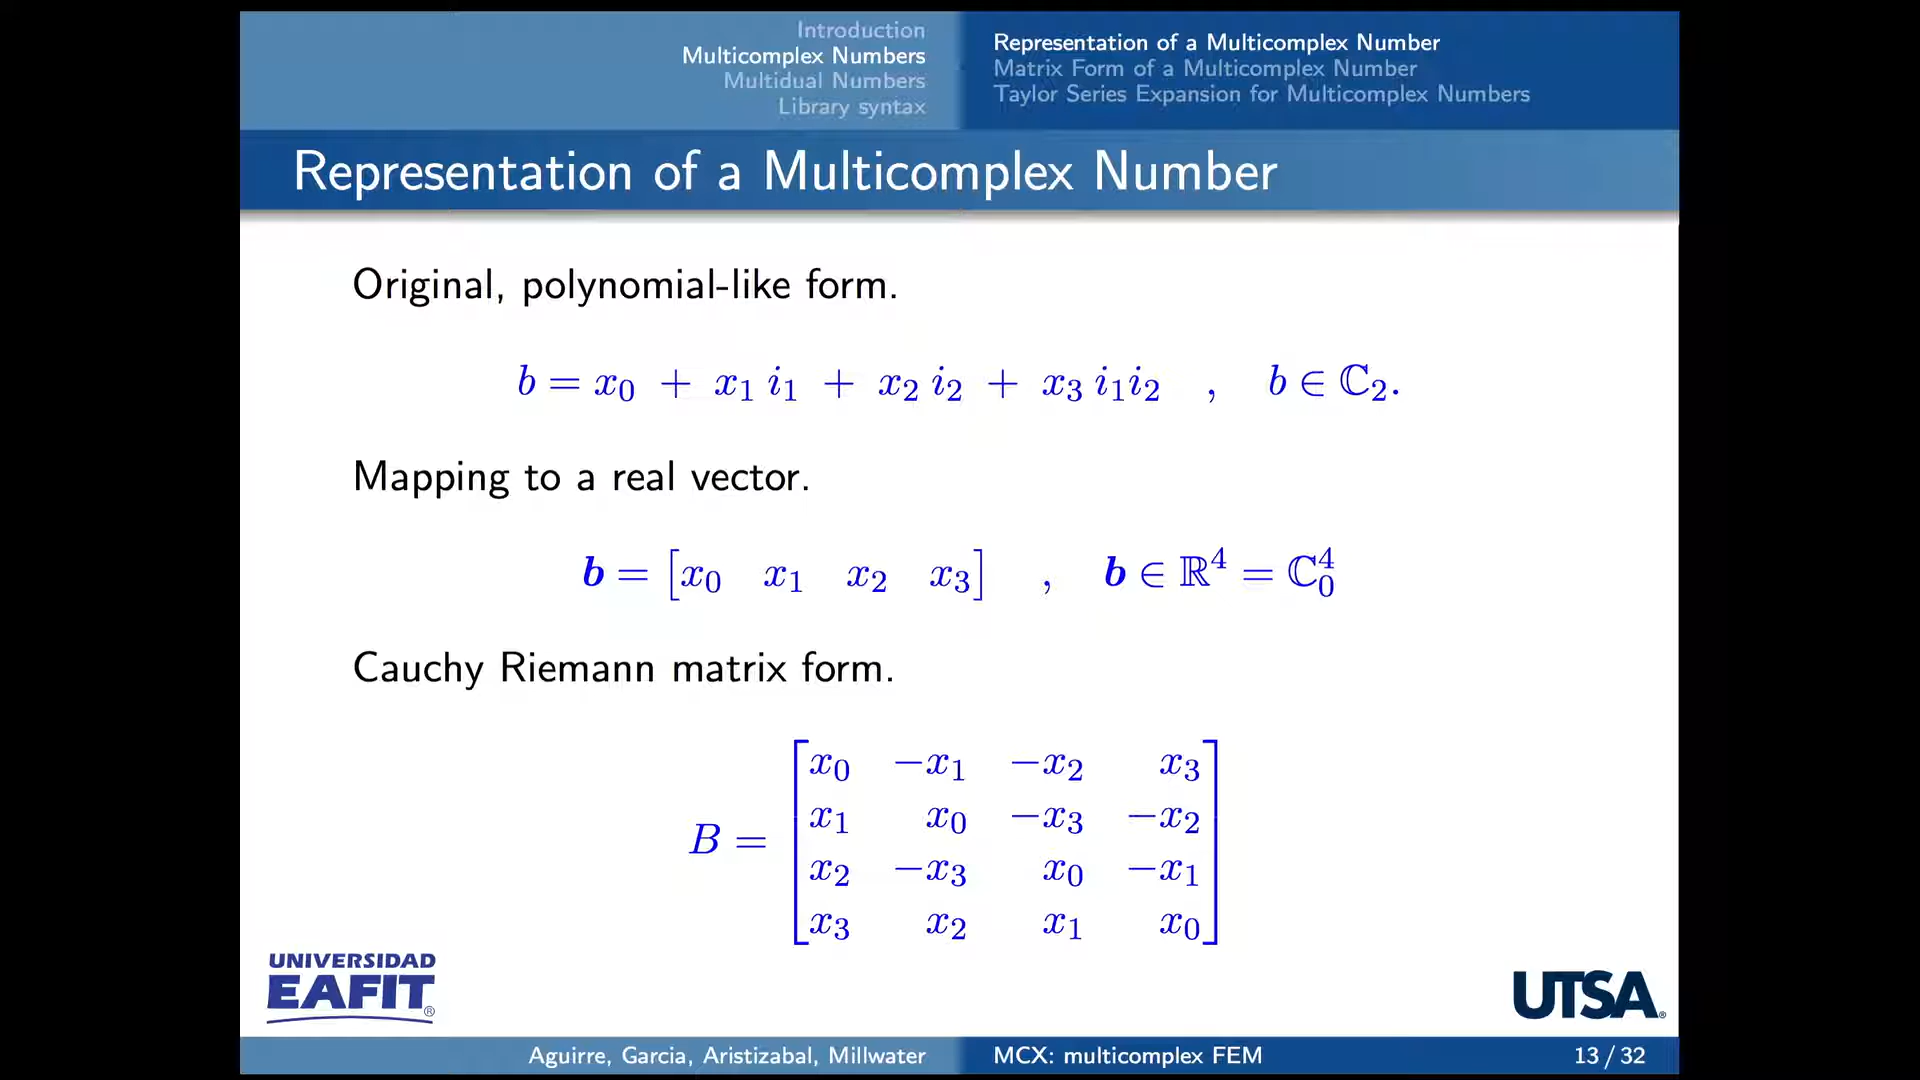 Introduction
Multicomplex Numbers
Multidual Numbers
Library syntax
Representation of a Multicomplex Number
Matrix Form of a Multicomplex Number
Taylor Series Expansion for Multicomplex Numbers
Representation of a Multicomplex Number
Original, polynomial-like form.
b = x₀ + x₁ i₁ + x₂ i₂ + x₃ i₁i₂ , b ∈ ℂ₂.
Mapping to a real vector.
b = [x₀ x₁ x₂ x₃] , b ∈ ℝ⁴ = ℂ₀⁴
Cauchy Riemann matrix form.
B =
x₀ −x₁ −x₂ x₃
x₁ x₀ −x₃ −x₂
x₂ −x₃ x₀ −x₁
x₃ x₂ x₁ x₀
UNIVERSIDAD
EAFIT®
UTSA®
Aguirre, Garcia, Aristizabal, Millwater
MCX: multicomplex FEM
13 / 32